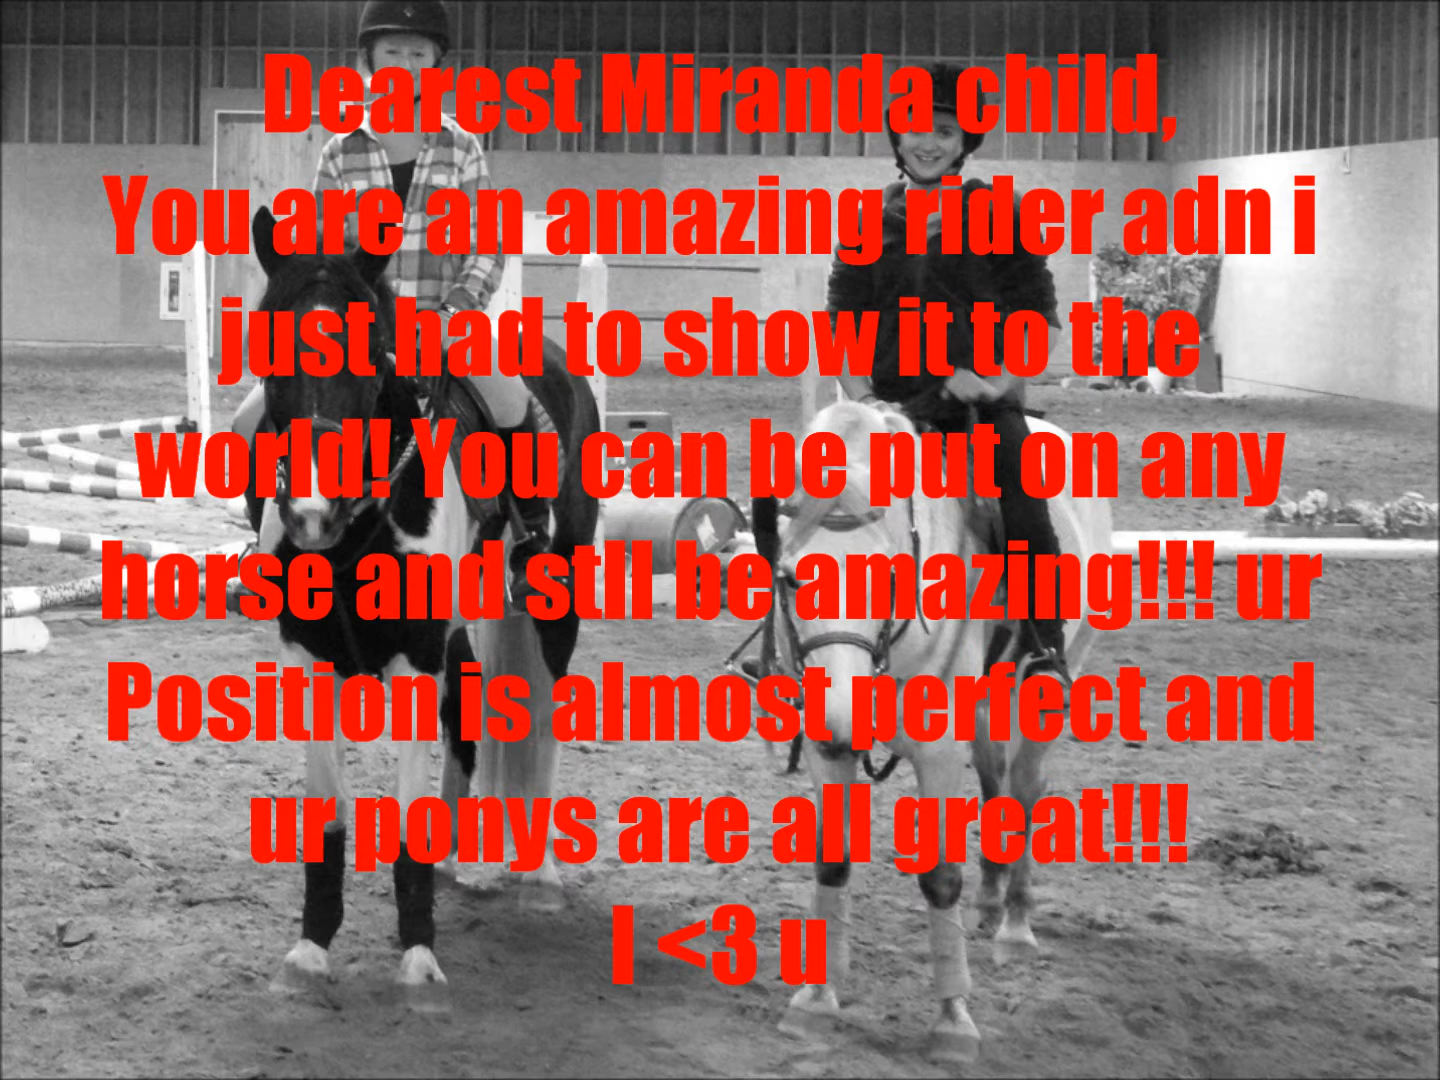 Dearest Miranda child,
You are an amazing rider adn i
just had to show it to the
world! You can be put on any
horse and stll be amazing!!! ur
Position is almost perfect and
ur ponys are all great!!!
I <3 u